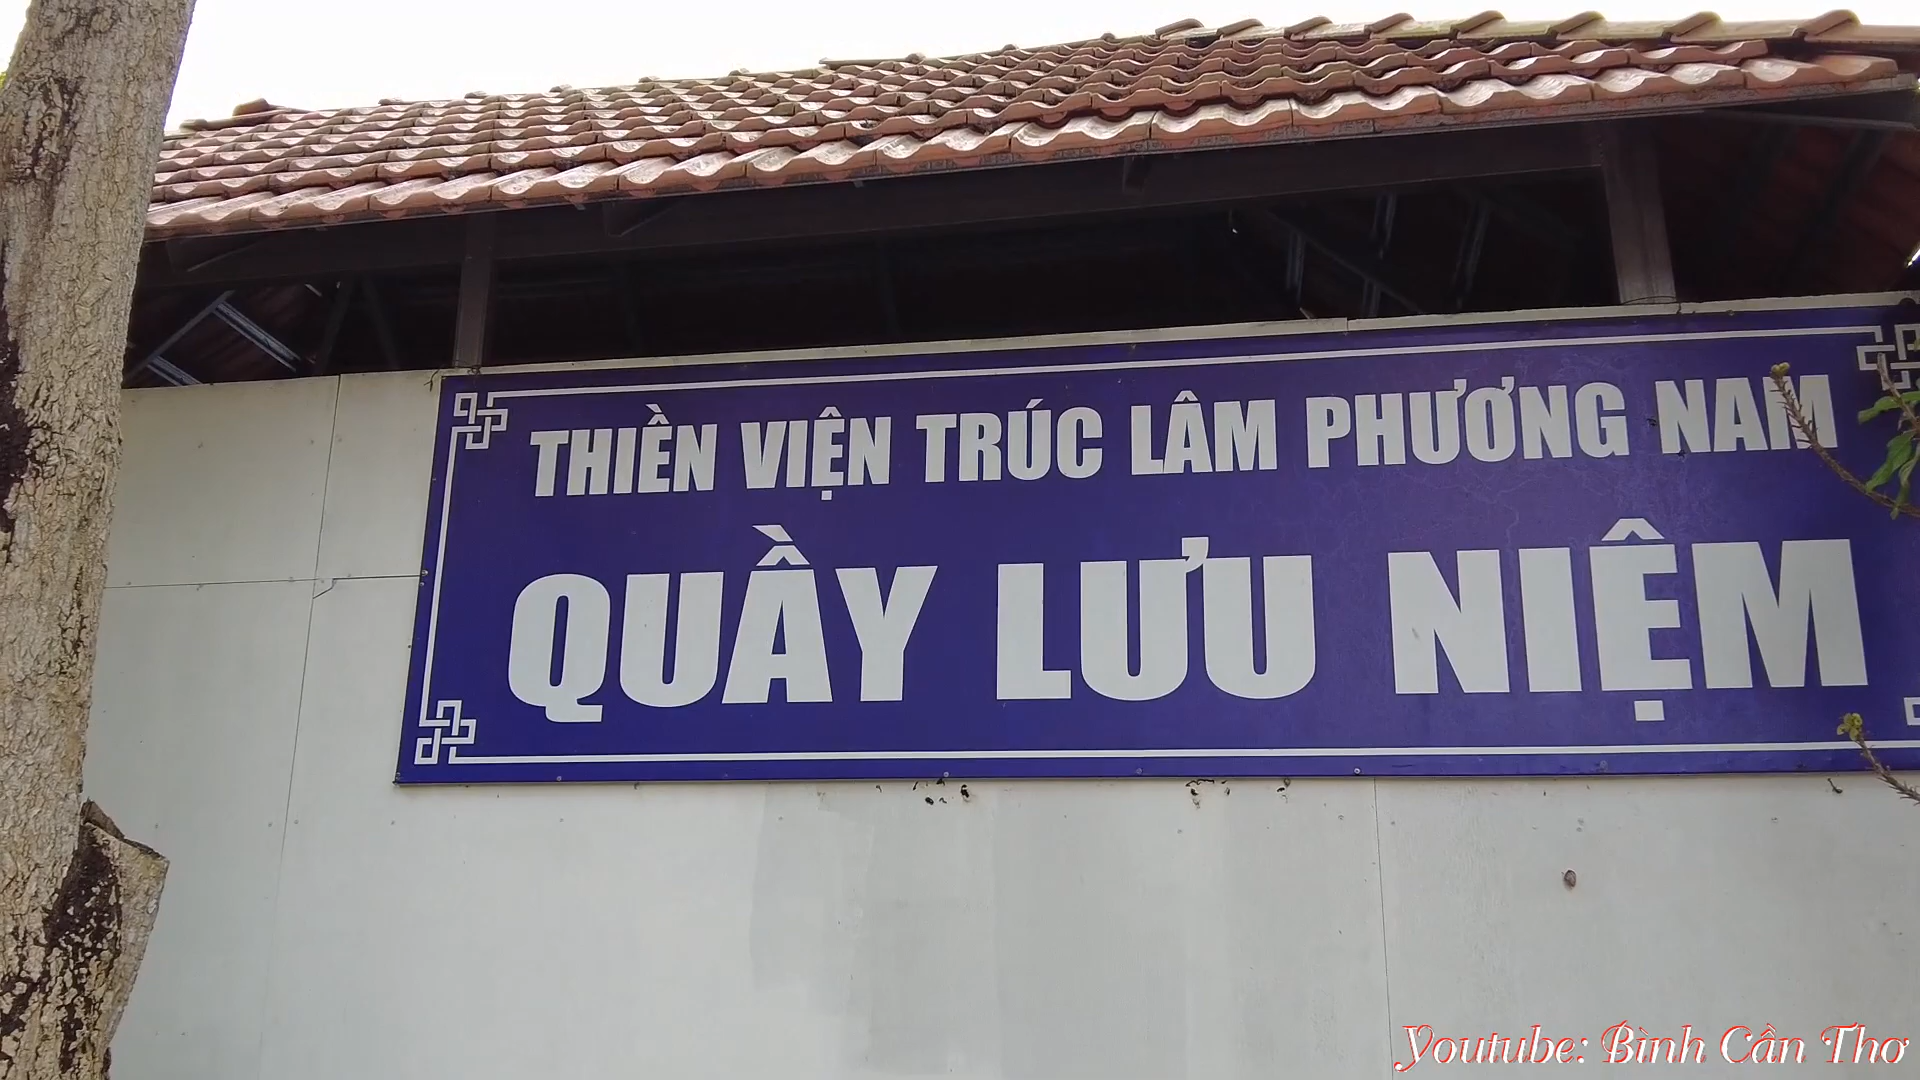 THIỀN VIỆN TRÚC LÂM PHƯƠNG NAM
QUẦY LƯU NIỆM
Youtube: Bình Cần Thơ